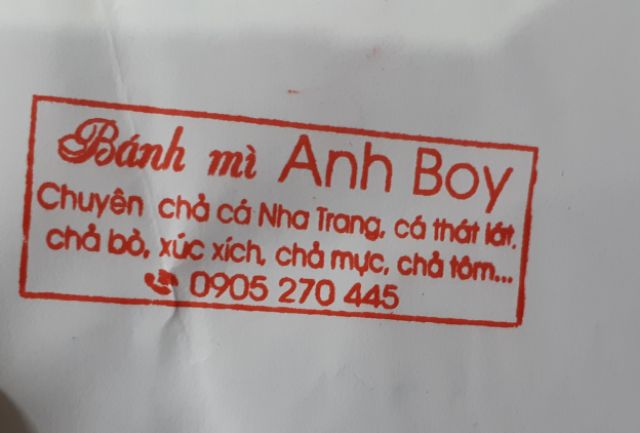 Bánh mì Anh Boy
Chuyên chả cá Nha Trang, cá thát lát,
chả bò, xúc xích, chả mực, chả tôm...
0905 270 445